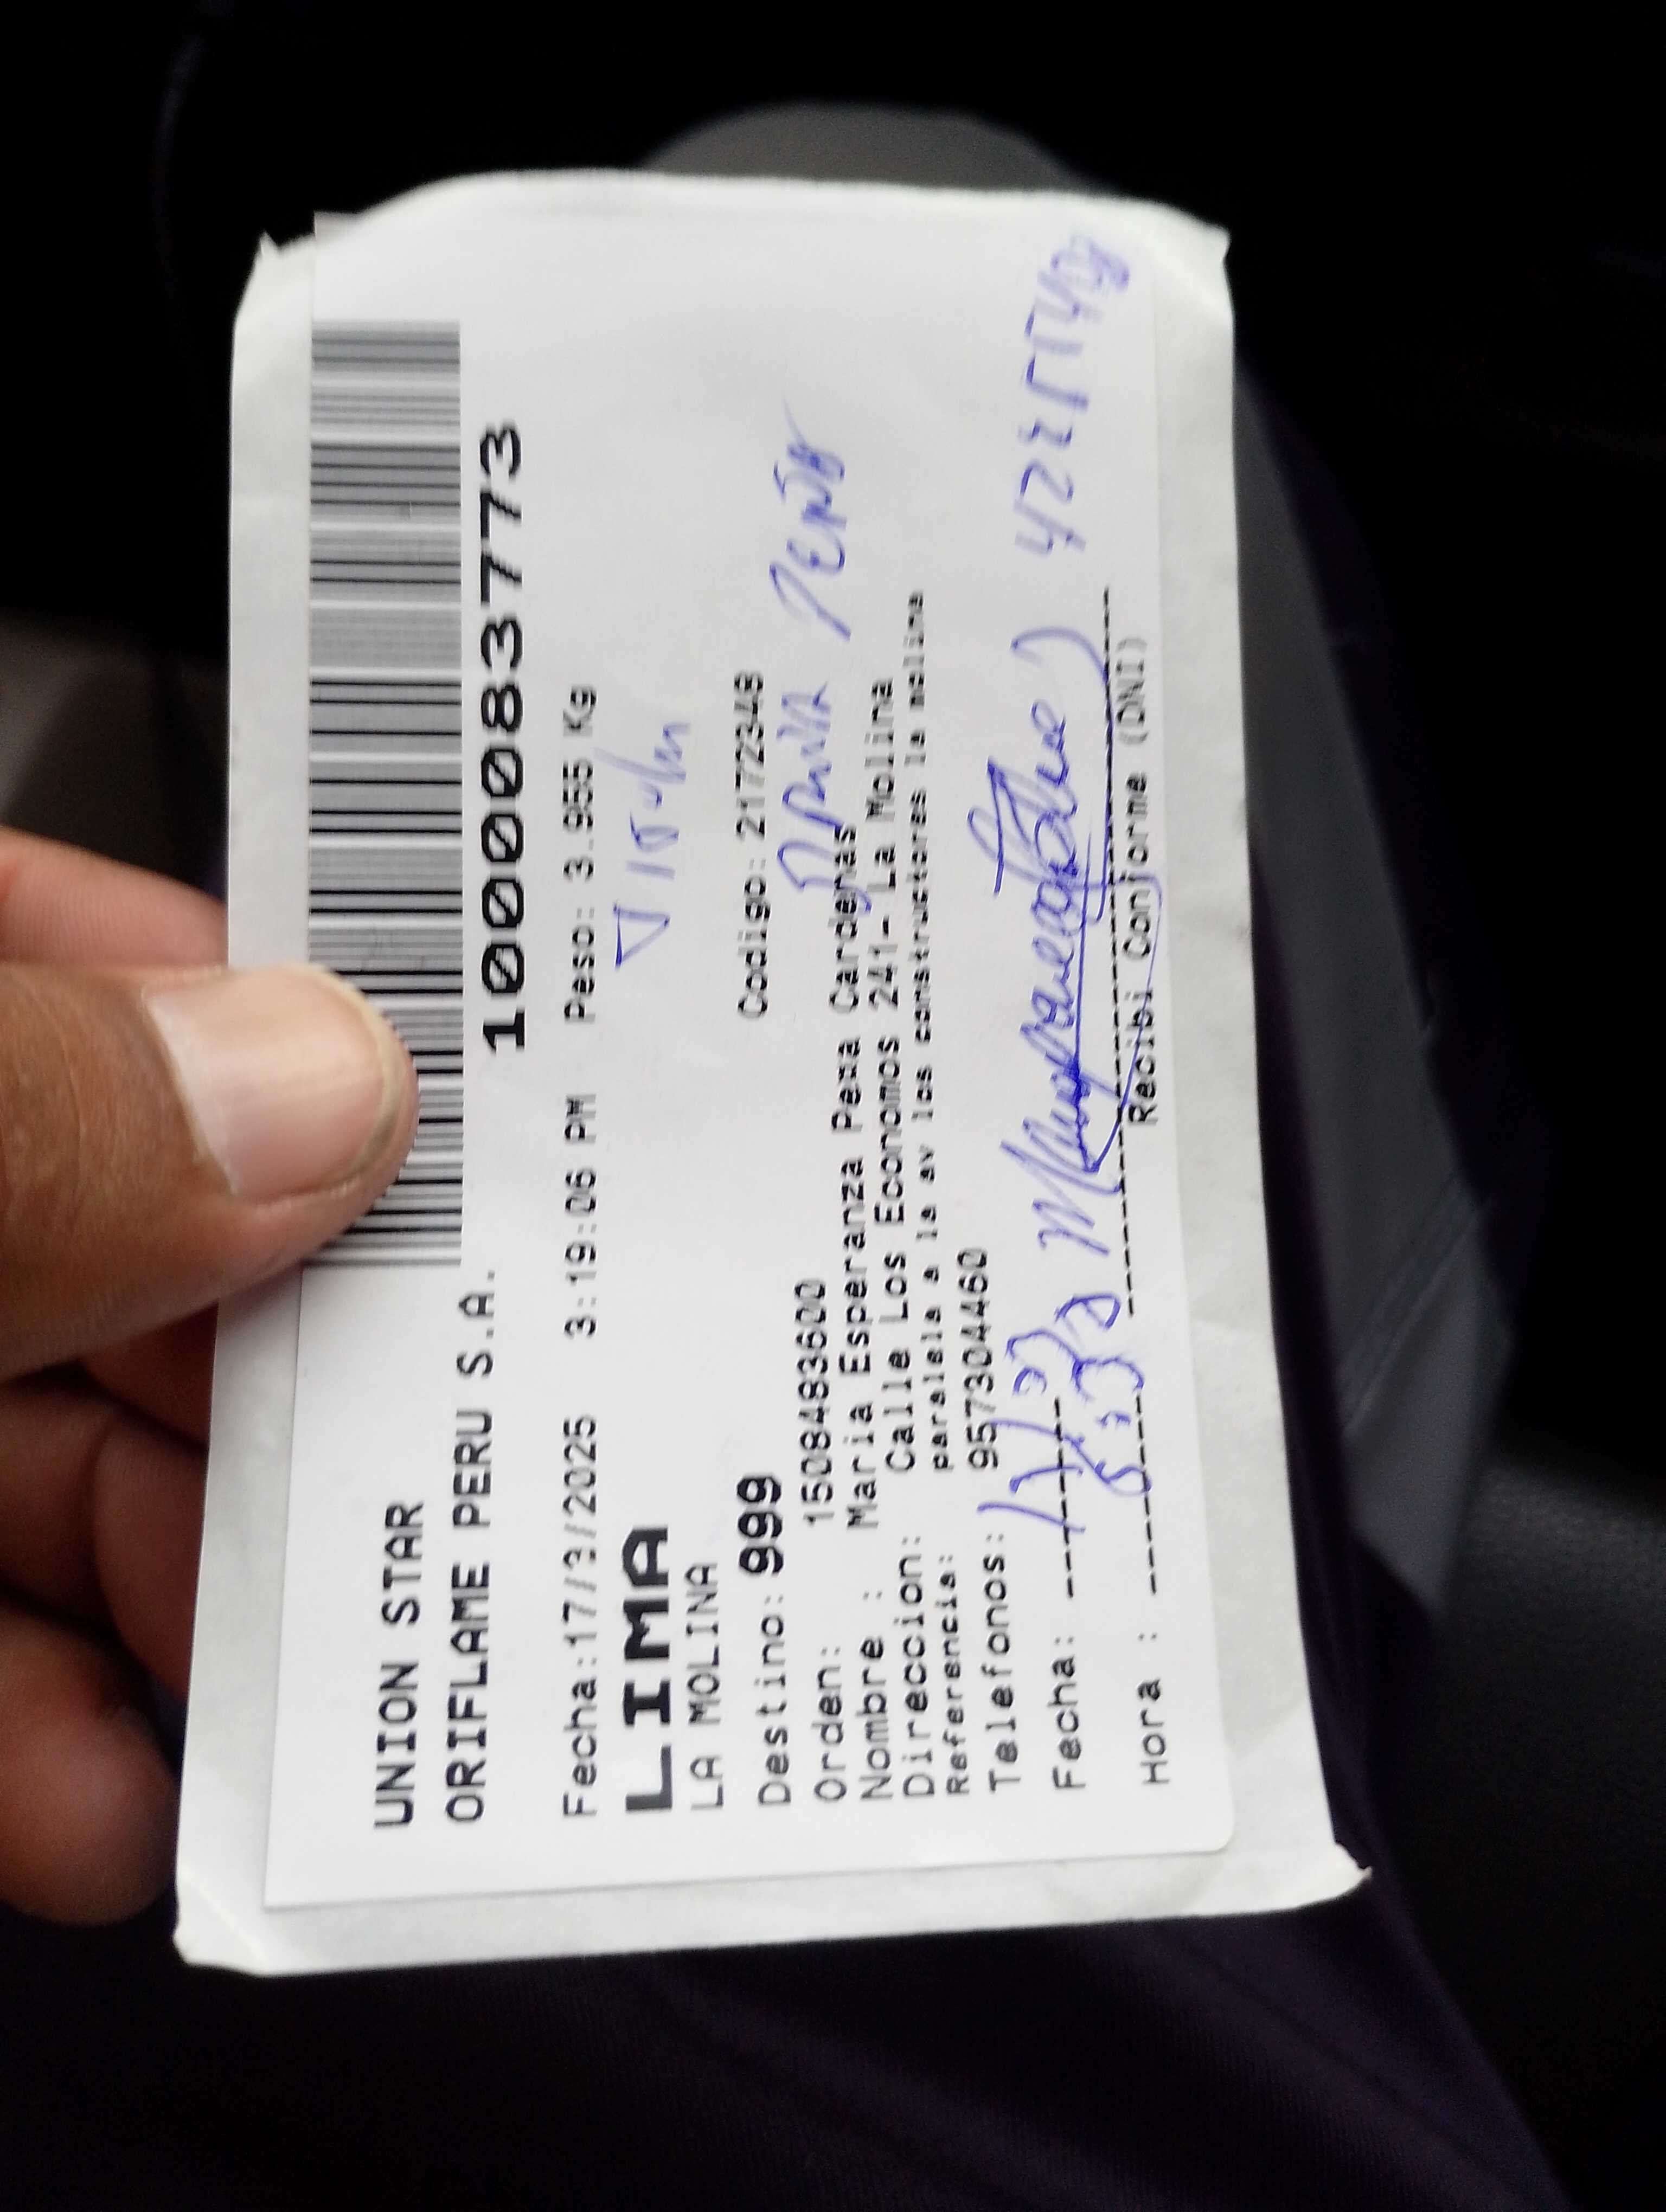 UNION STAR
ORIFLAME PERU S.A.
1000083773
Fecha:17/3/2025 3:19:06 PM Peso: 3.955 Kg
LIMA
LA MOLINA
Destino: 999 Codigo: 2172348
Orden: 1508483600
Nombre : Maria Esperanza Pena Cardenas
Direccion: Calle Los Economos 241- La Molina
Referencia: paralela a la av los constructores la molina
Telefonos: 957304460
Fecha:
Hora :
Recibi Conforme (DNI)